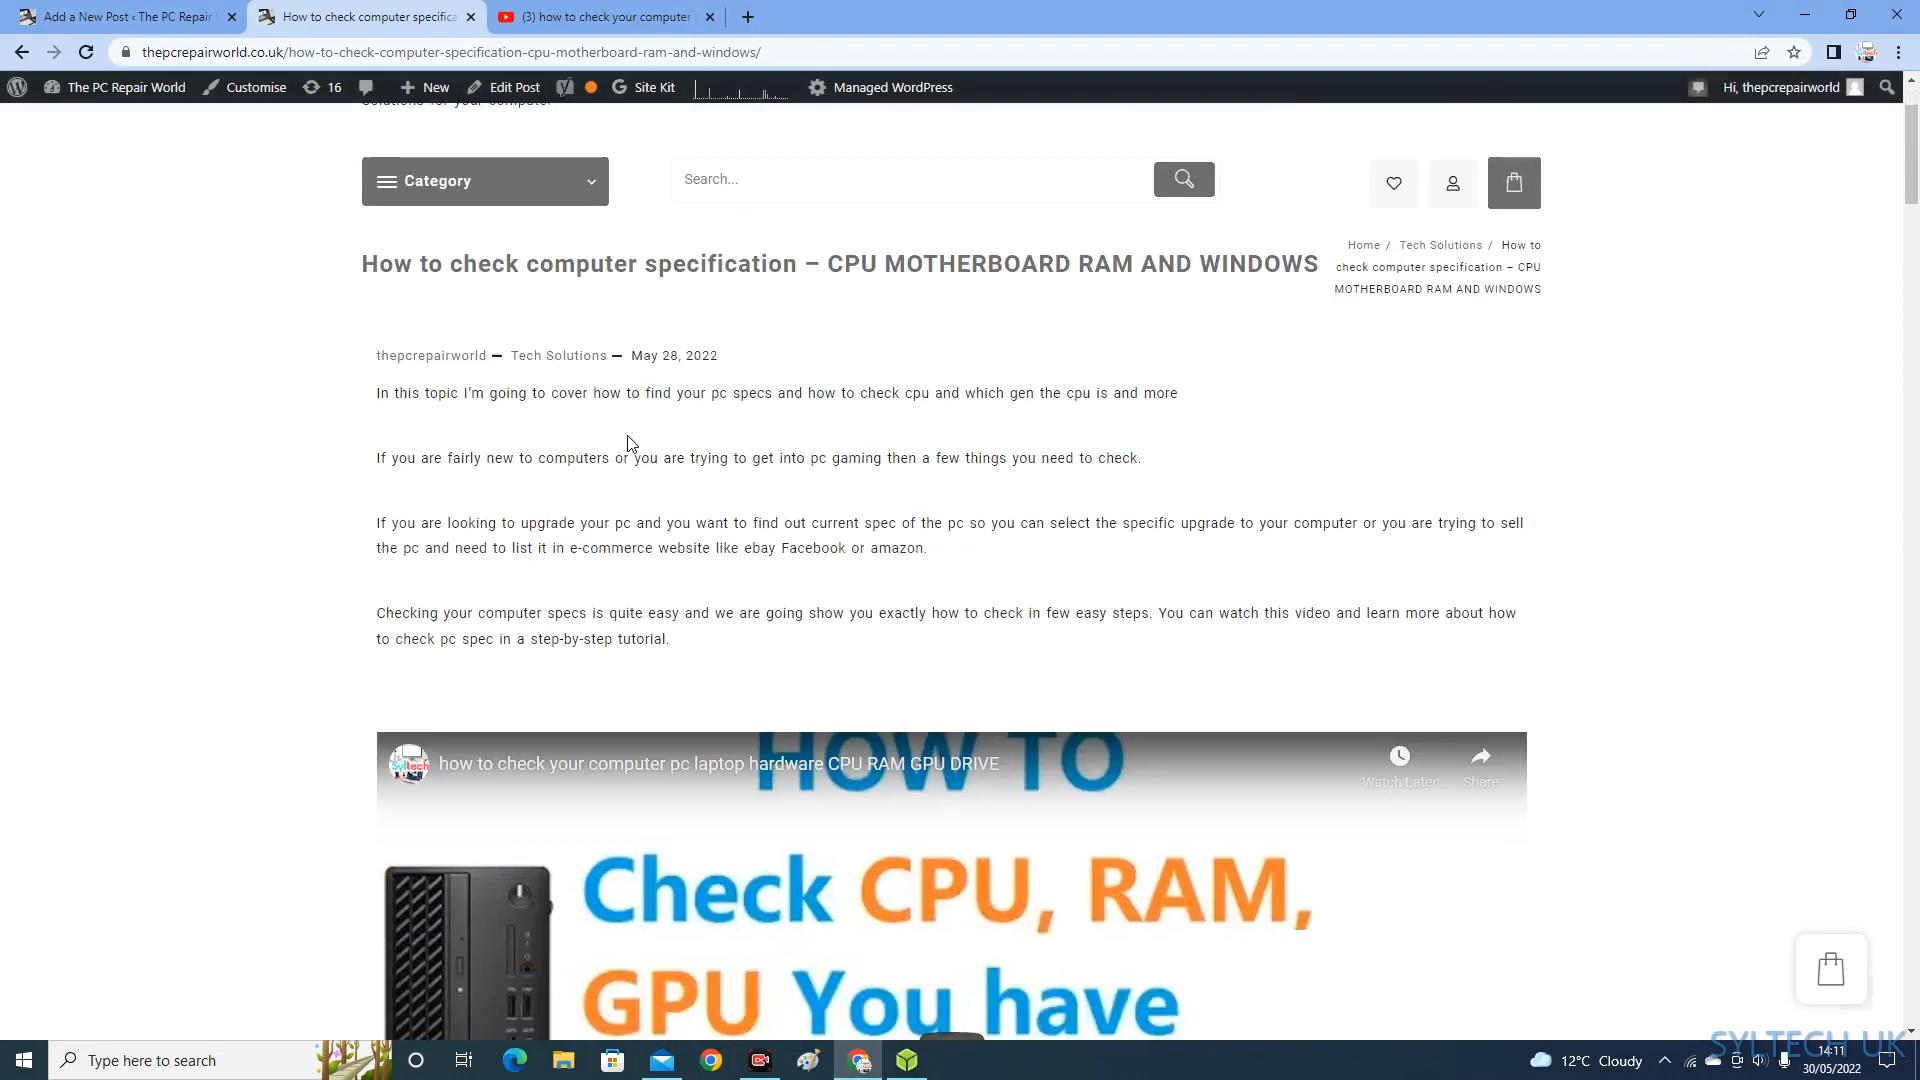 Add a New Post ‹ The PC Repair
How to check computer specifica
(3) how to check your computer
thepcrepairworld.co.uk/how-to-check-computer-specification-cpu-motherboard-ram-and-windows/
The PC Repair World
Customise
16
New
Edit Post
Site Kit
Managed WordPress
Hi, thepcrepairworld
Solutions for your computer
Category
Search...
Home / Tech Solutions / How to
check computer specification – CPU
MOTHERBOARD RAM AND WINDOWS
How to check computer specification – CPU MOTHERBOARD RAM AND WINDOWS
thepcrepairworld — Tech Solutions — May 28, 2022
In this topic I'm going to cover how to find your pc specs and how to check cpu and which gen the cpu is and more
If you are fairly new to computers or you are trying to get into pc gaming then a few things you need to check.
If you are looking to upgrade your pc and you want to find out current spec of the pc so you can select the specific upgrade to your computer or you are trying to sell
the pc and need to list it in e-commerce website like ebay Facebook or amazon.
Checking your computer specs is quite easy and we are going show you exactly how to check in few easy steps. You can watch this video and learn more about how
to check pc spec in a step-by-step tutorial.
HOW TO
Syltech
how to check your computer pc laptop hardware CPU RAM GPU DRIVE
Watch Later
Share
Check CPU, RAM,
GPU You have
SYLTECH UK
Type here to search
12°C Cloudy
14:11
30/05/2022